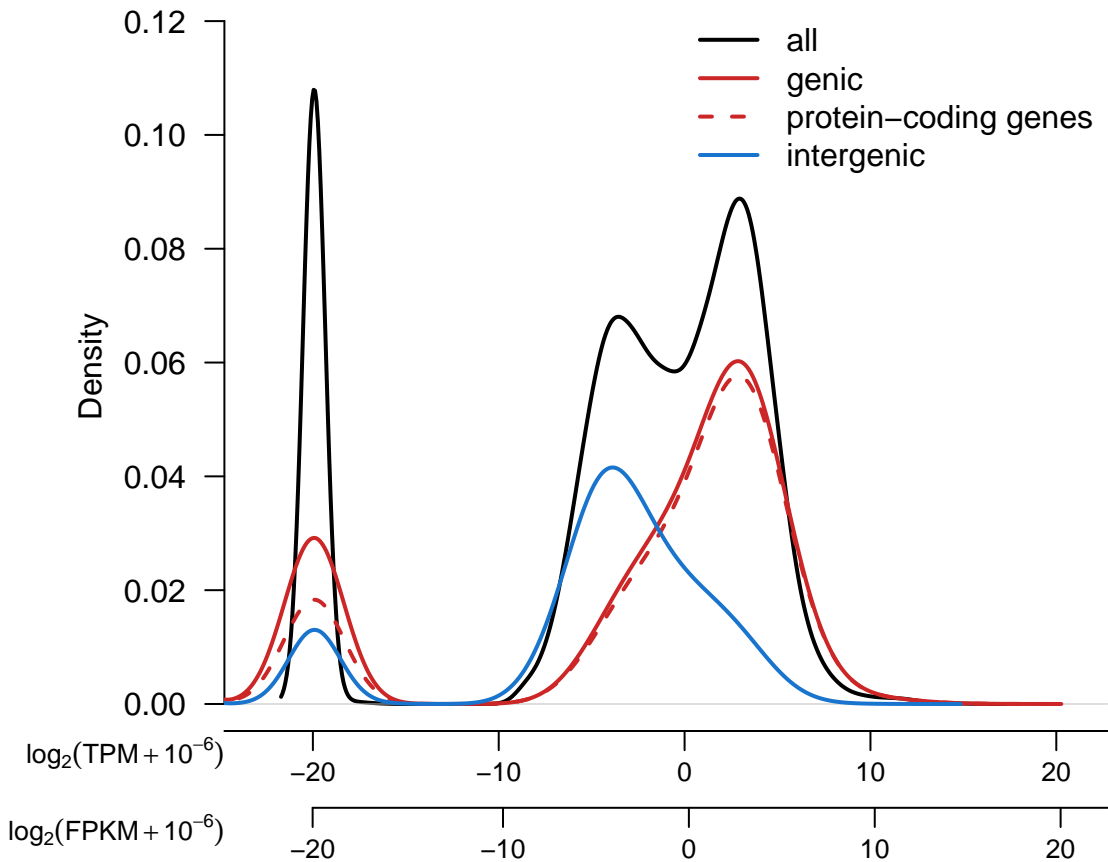 0.12
0.10
0.08
0.06
0.04
0.02
0.00
Density
all
genic
protein−coding genes
intergenic
log₂(TPM + 10⁻⁶)
−20 −10 0 10 20
log₂(FPKM + 10⁻⁶)
−20 −10 0 10 20